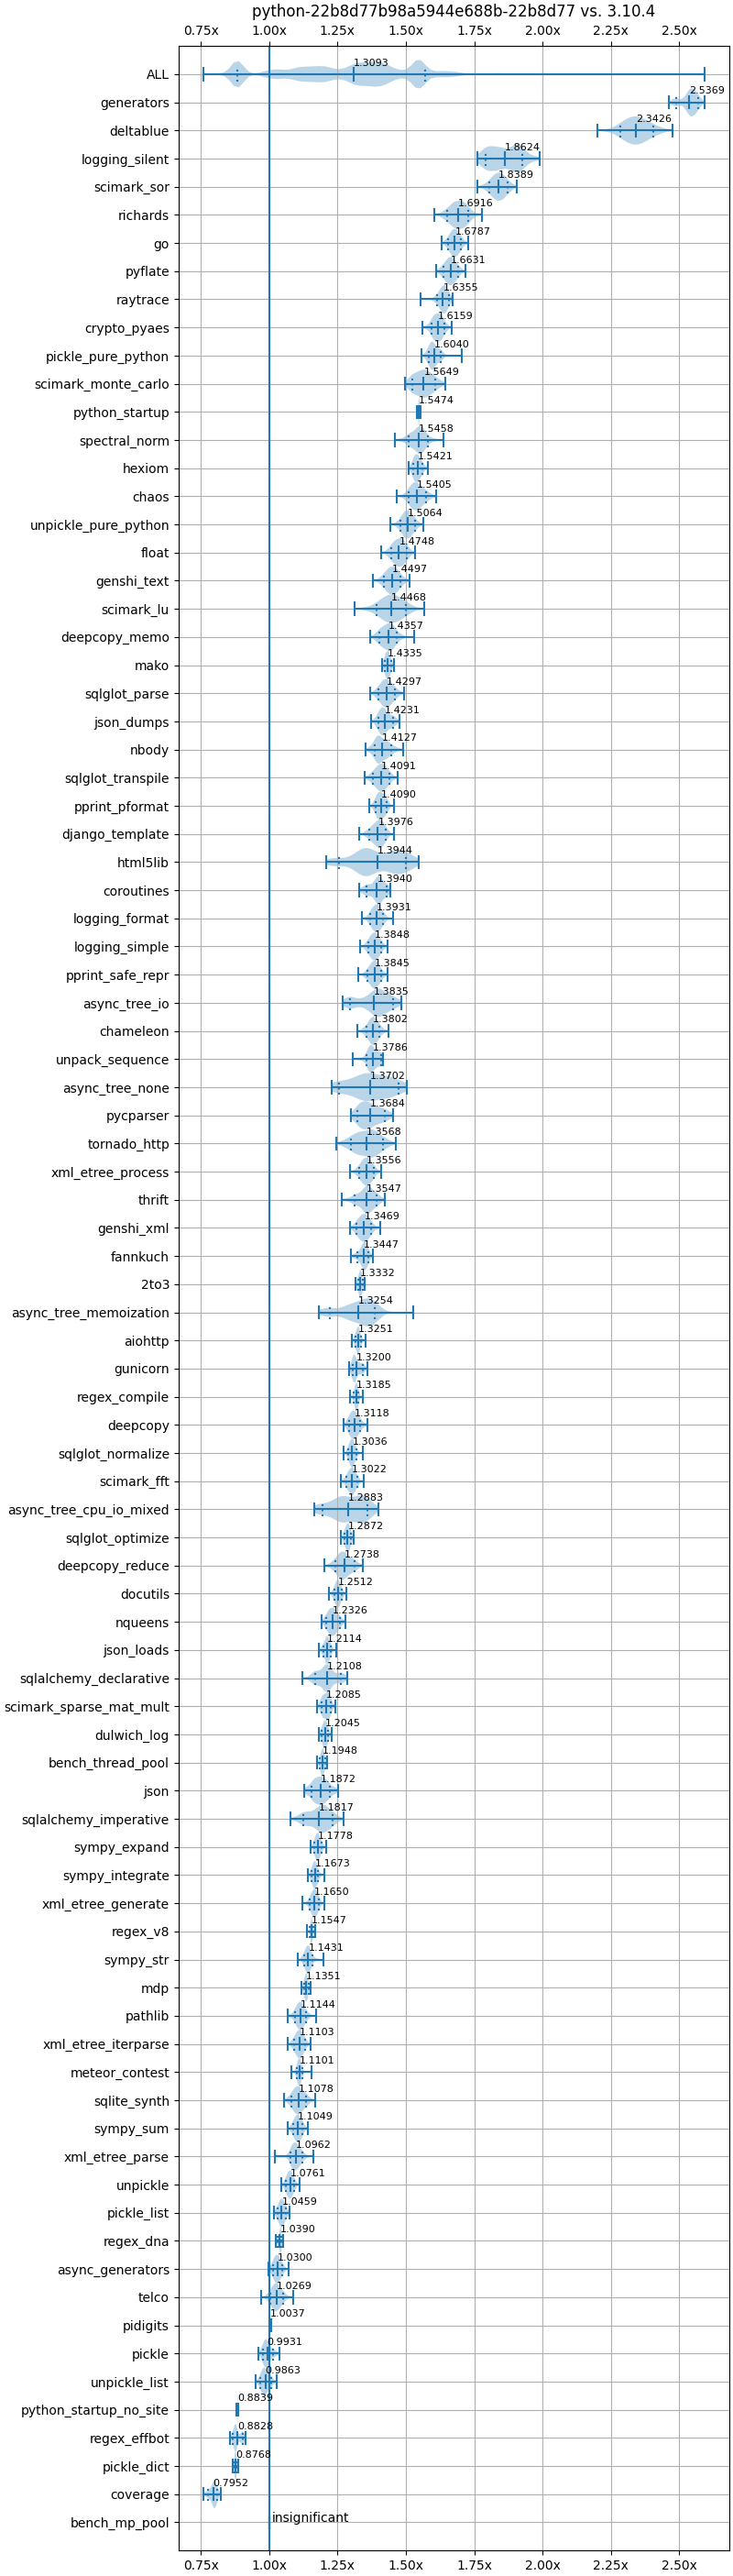 python-22b8d77b98a5944e688b-22b8d77 vs. 3.10.4
0.75x 1.00x 1.25x 1.50x 1.75x 2.00x 2.25x 2.50x
ALL 1.3093
generators 2.5369
deltablue 2.3426
logging_silent 1.8624
scimark_sor 1.8389
richards 1.6916
go 1.6787
pyflate 1.6631
raytrace 1.6355
crypto_pyaes 1.6159
pickle_pure_python 1.6040
scimark_monte_carlo 1.5649
python_startup 1.5474
spectral_norm 1.5458
hexiom 1.5421
chaos 1.5405
unpickle_pure_python 1.5064
float 1.4748
genshi_text 1.4497
scimark_lu 1.4468
deepcopy_memo 1.4357
mako 1.4335
sqlglot_parse 1.4297
json_dumps 1.4231
nbody 1.4127
sqlglot_transpile 1.4091
pprint_pformat 1.4090
django_template 1.3976
html5lib 1.3944
coroutines 1.3940
logging_format 1.3931
logging_simple 1.3848
pprint_safe_repr 1.3845
async_tree_io 1.3835
chameleon 1.3802
unpack_sequence 1.3786
async_tree_none 1.3702
pycparser 1.3684
tornado_http 1.3568
xml_etree_process 1.3556
thrift 1.3547
genshi_xml 1.3469
fannkuch 1.3447
2to3 1.3332
async_tree_memoization 1.3254
aiohttp 1.3251
gunicorn 1.3200
regex_compile 1.3185
deepcopy 1.3118
sqlglot_normalize 1.3036
scimark_fft 1.3022
async_tree_cpu_io_mixed 1.2883
sqlglot_optimize 1.2872
deepcopy_reduce 1.2738
docutils 1.2512
nqueens 1.2326
json_loads 1.2114
sqlalchemy_declarative 1.2108
scimark_sparse_mat_mult 1.2085
dulwich_log 1.2045
bench_thread_pool 1.1948
json 1.1872
sqlalchemy_imperative 1.1817
sympy_expand 1.1778
sympy_integrate 1.1673
xml_etree_generate 1.1650
regex_v8 1.1547
sympy_str 1.1431
mdp 1.1351
pathlib 1.1144
xml_etree_iterparse 1.1103
meteor_contest 1.1101
sqlite_synth 1.1078
sympy_sum 1.1049
xml_etree_parse 1.0962
unpickle 1.0761
pickle_list 1.0459
regex_dna 1.0390
async_generators 1.0300
telco 1.0269
pidigits 1.0037
pickle 0.9931
unpickle_list 0.9863
python_startup_no_site 0.8839
regex_effbot 0.8828
pickle_dict 0.8768
coverage 0.7952
bench_mp_pool insignificant
0.75x 1.00x 1.25x 1.50x 1.75x 2.00x 2.25x 2.50x